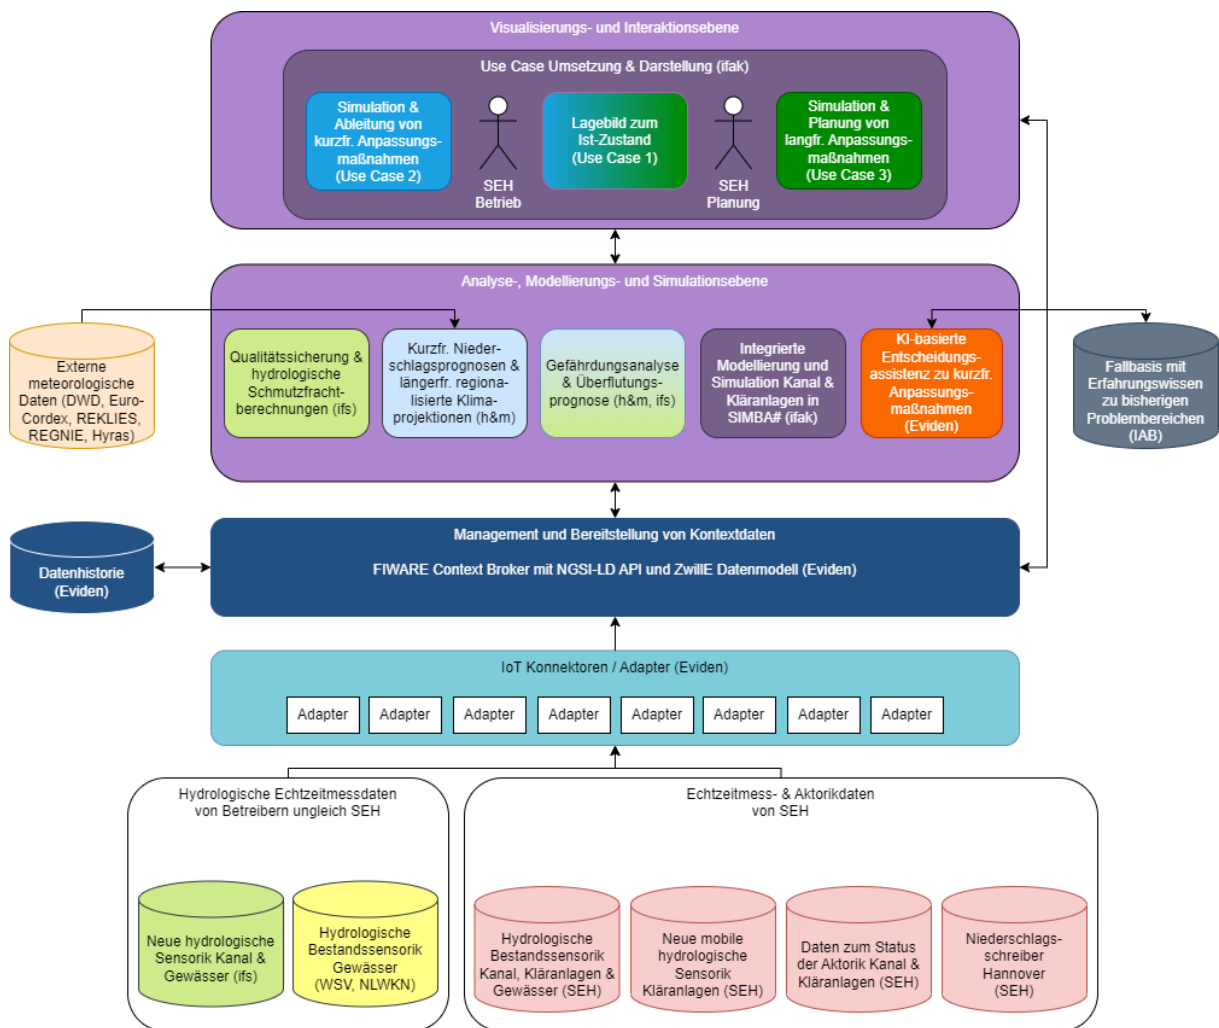 Visualisierungs- und Interaktionsebene
Use Case Umsetzung & Darstellung (ifak)
Simulation &
Ableitung von
kurzfr. Anpassungs-
maßnahmen
(Use Case 2)
SEH
Betrieb
Lagebild zum
Ist-Zustand
(Use Case 1)
SEH
Planung
Simulation &
Planung von
langfr. Anpassungs-
maßnahmen
(Use Case 3)
Analyse-, Modellierungs- und Simulationsebene
Externe
meteorologische
Daten (DWD, Euro-
Cordex, REKLIES,
REGNIE, Hyras)
Qualitätssicherung &
hydrologische
Schmutzfracht-
berechnungen (ifs)
Kurzfr. Nieder-
schlagsprognosen &
längerfr. regiona-
lisierte Klima-
projektionen (h&m)
Gefährdungsanalyse
& Überflutungs-
prognose (h&m, ifs)
Integrierte
Modellierung und
Simulation Kanal &
Kläranlagen in
SIMBA# (ifak)
KI-basierte
Entscheidungs-
assistenz zu kurzfr.
Anpassungs-
maßnahmen
(Eviden)
Fallbasis mit
Erfahrungswissen
zu bisherigen
Problembereichen
(IAB)
Datenhistorie
(Eviden)
Management und Bereitstellung von Kontextdaten
FIWARE Context Broker mit NGSI-LD API und ZwillE Datenmodell (Eviden)
IoT Konnektoren / Adapter (Eviden)
Adapter Adapter Adapter Adapter Adapter Adapter Adapter Adapter
Hydrologische Echtzeitmessdaten
von Betreibern ungleich SEH
Neue hydrologische
Sensorik Kanal &
Gewässer (ifs)
Hydrologische
Bestandssensorik
Gewässer
(WSV, NLWKN)
Echtzeitmess- & Aktorikdaten
von SEH
Hydrologische
Bestandssensorik
Kanal, Kläranlagen &
Gewässer (SEH)
Neue mobile
hydrologische
Sensorik
Kläranlagen (SEH)
Daten zum Status
der Aktorik Kanal &
Kläranlagen (SEH)
Niederschlags-
schreiber
Hannover
(SEH)